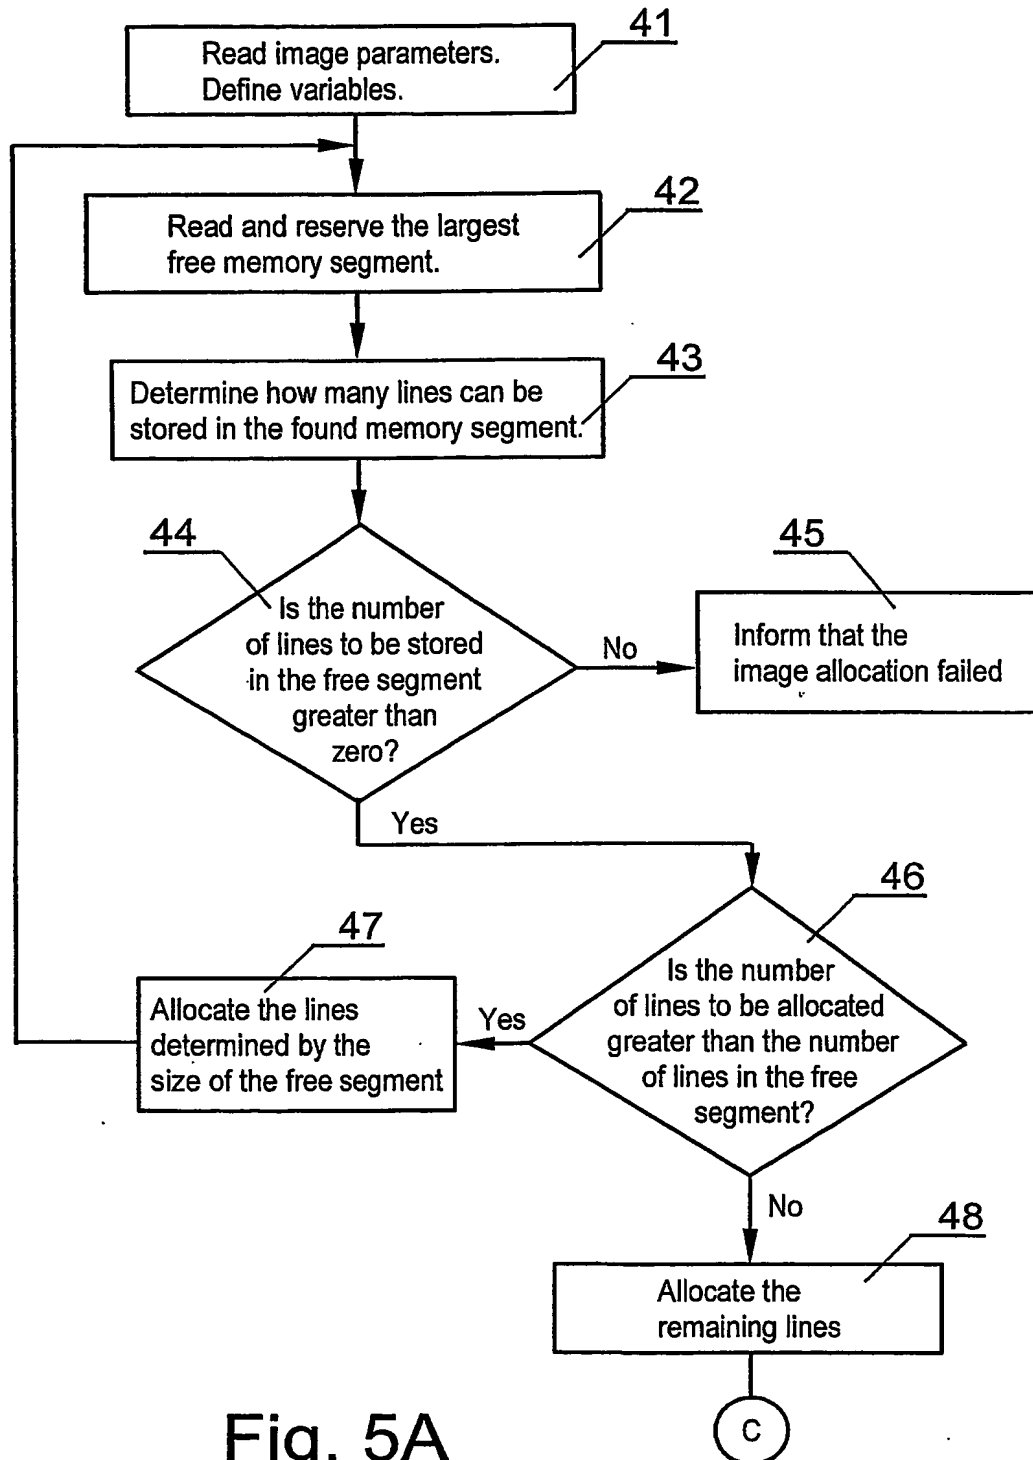 41
Read image parameters.
Define variables.
42
Read and reserve the largest
free memory segment.
43
Determine how many lines can be
stored in the found memory segment.
44
Is the number
of lines to be stored
in the free segment
greater than
zero?
No
45
Inform that the
image allocation failed
Yes
46
Is the number
of lines to be allocated
greater than the number
of lines in the free
segment?
Yes
47
Allocate the lines
determined by the
size of the free segment
No
48
Allocate the
remaining lines
C
Fig. 5A